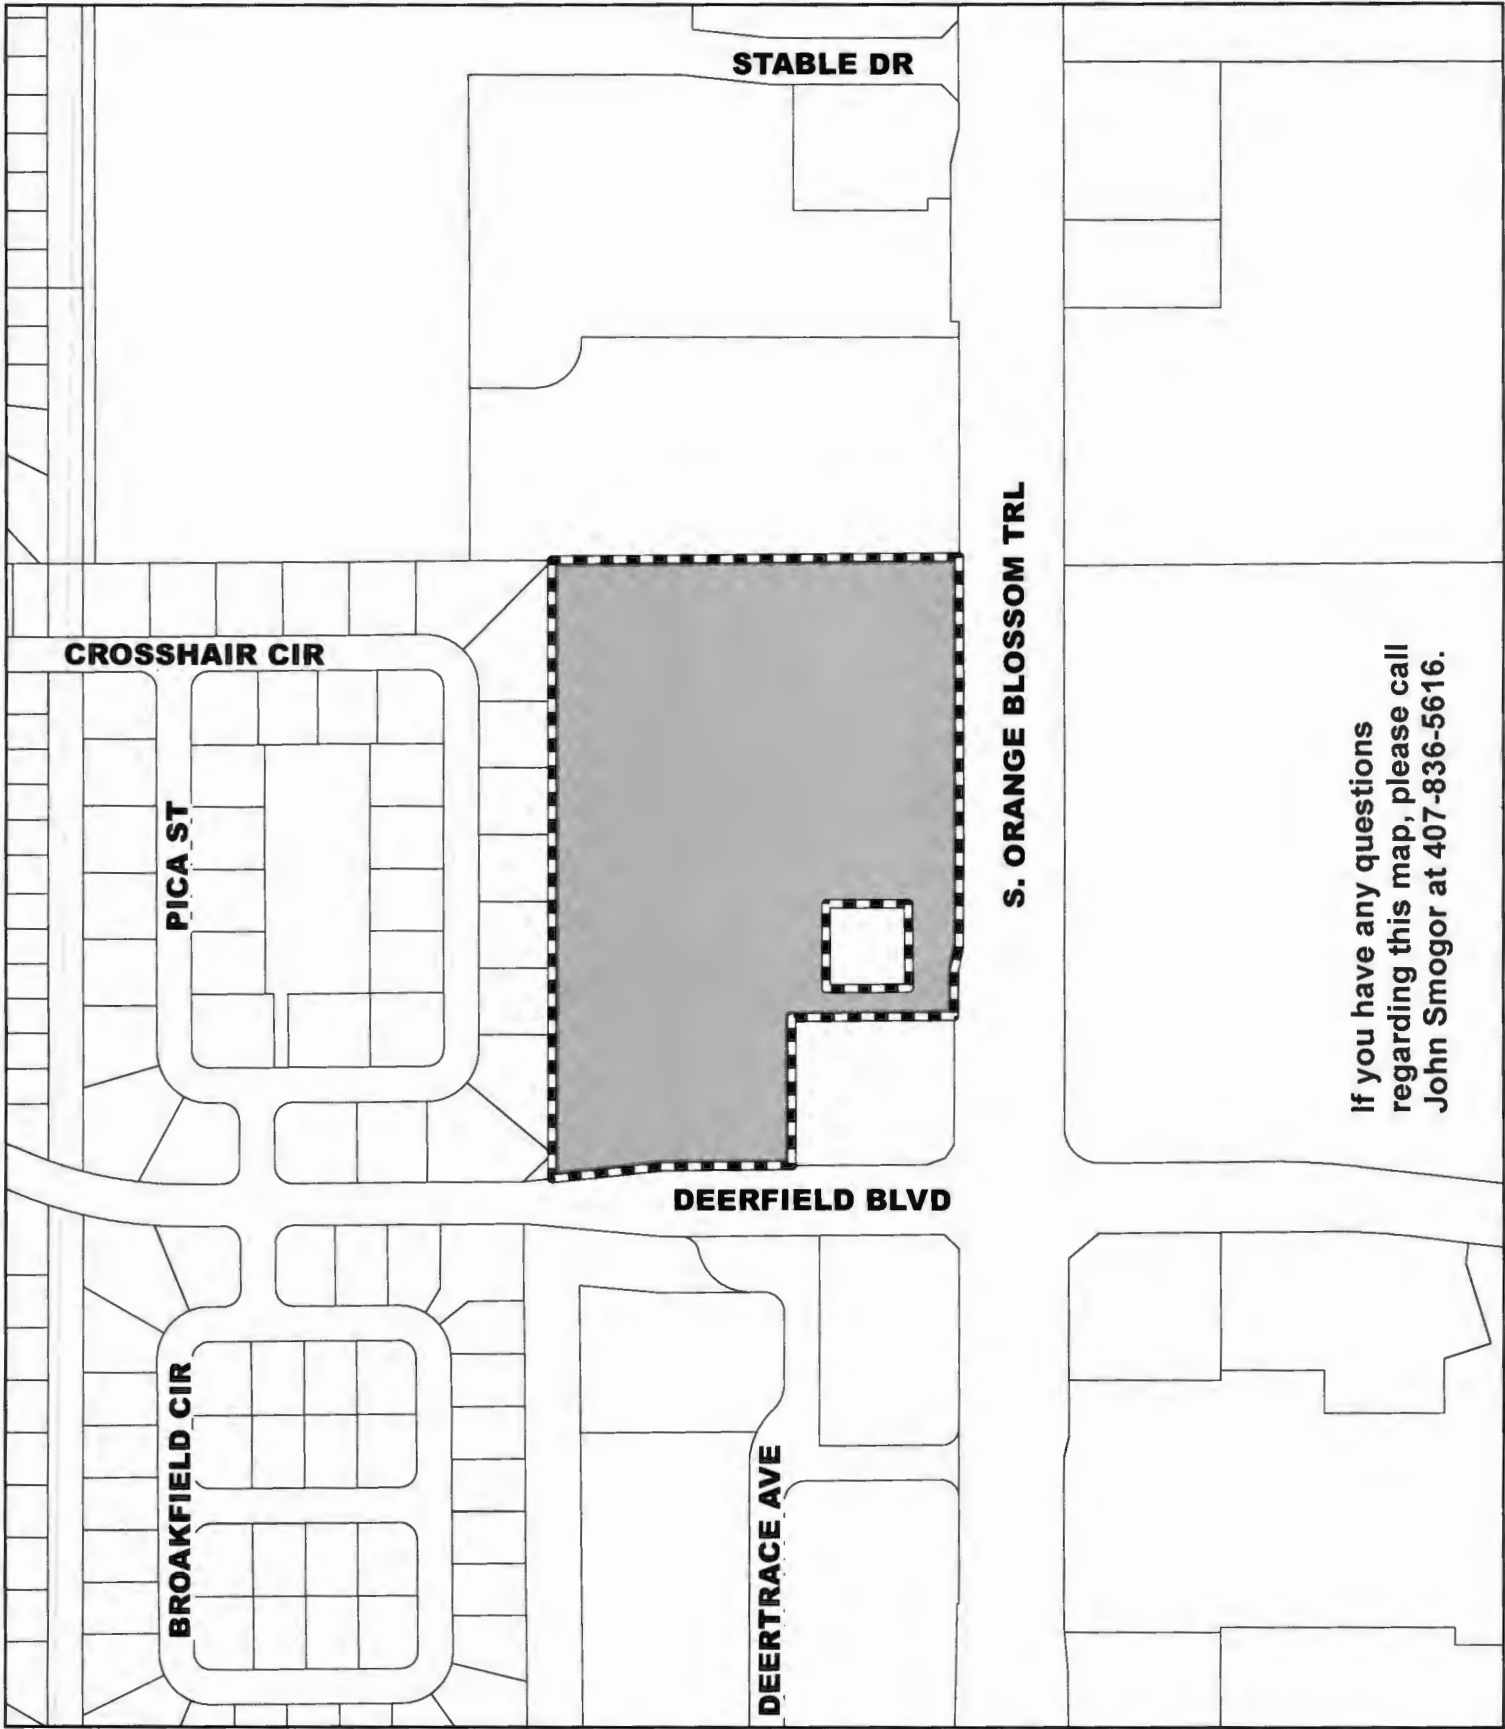 STABLE DR
S. ORANGE BLOSSOM TRL
CROSSHAIR CIR
PICA ST
If you have any questions
regarding this map, please call
John Smogor at 407-836-5616.
DEERFIELD BLVD
BROAKFIELD CIR
DEERTRACE AVE